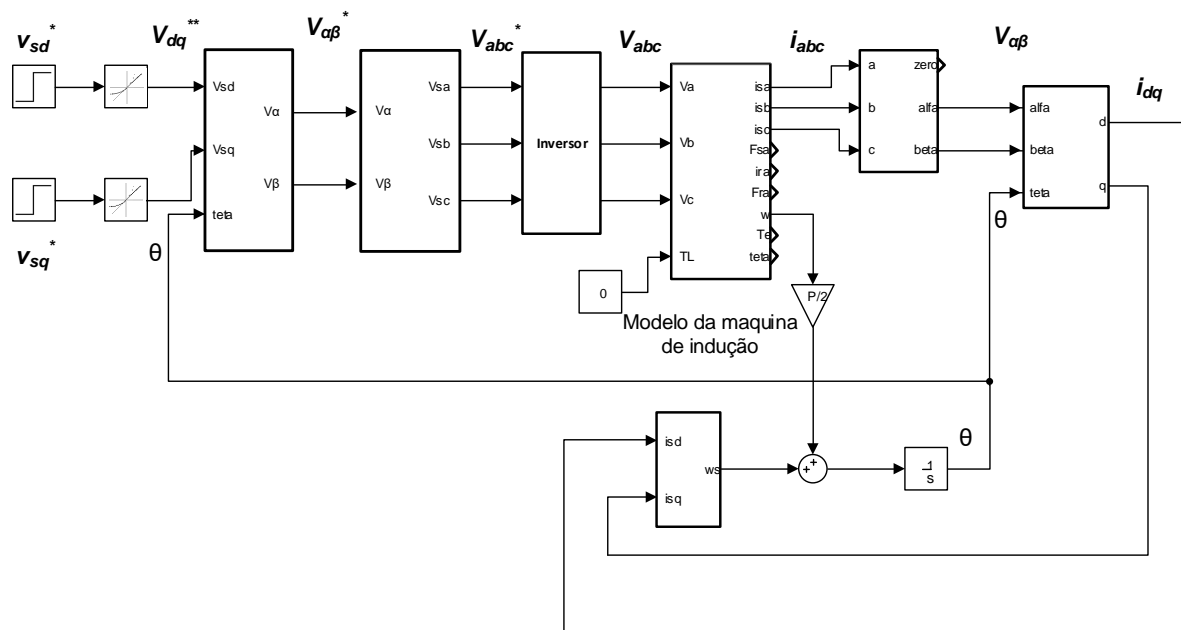 v_sd^*
V_dq^**
V_αβ^*
V_abc^*
V_abc
i_abc
V_αβ
i_dq
Vsd
Vsq
teta
Vα
Vβ
Vα
Vβ
Vsa
Vsb
Vsc
Inversor
Va
Vb
Vc
TL
isa
isb
isc
Fsa
ira
Fra
w
Te
teta
a
b
c
zero
alfa
beta
alfa
beta
teta
d
q
v_sq^*
θ
θ
0
P/2
Modelo da maquina
de indução
isd
isq
ws
+
+
1
s
θ